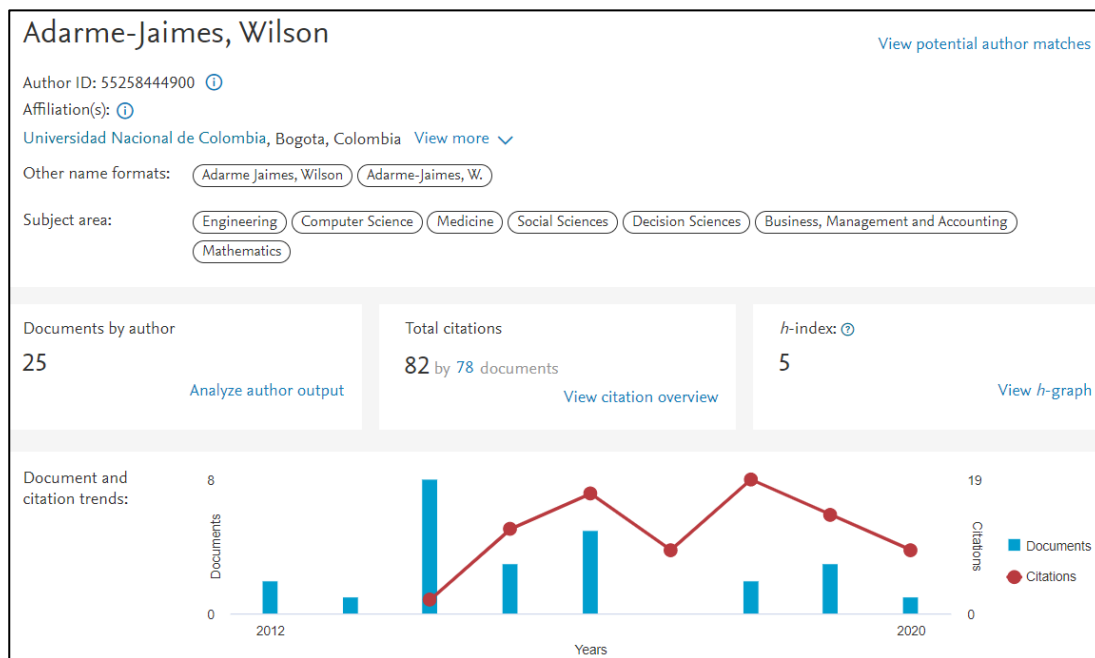 Adarme-Jaimes, Wilson
View potential author matches
Author ID: 55258444900
Affiliation(s):
Universidad Nacional de Colombia, Bogota, Colombia View more
Other name formats: Adarme Jaimes, Wilson Adarme-Jaimes, W.
Subject area: Engineering Computer Science Medicine Social Sciences Decision Sciences Business, Management and Accounting
Mathematics
Documents by author
25
Analyze author output
Total citations
82 by 78 documents
View citation overview
h-index:
5
View h-graph
Document and
citation trends:
8
Documents
0
2012
Years
2020
19
Citations
0
Documents
Citations